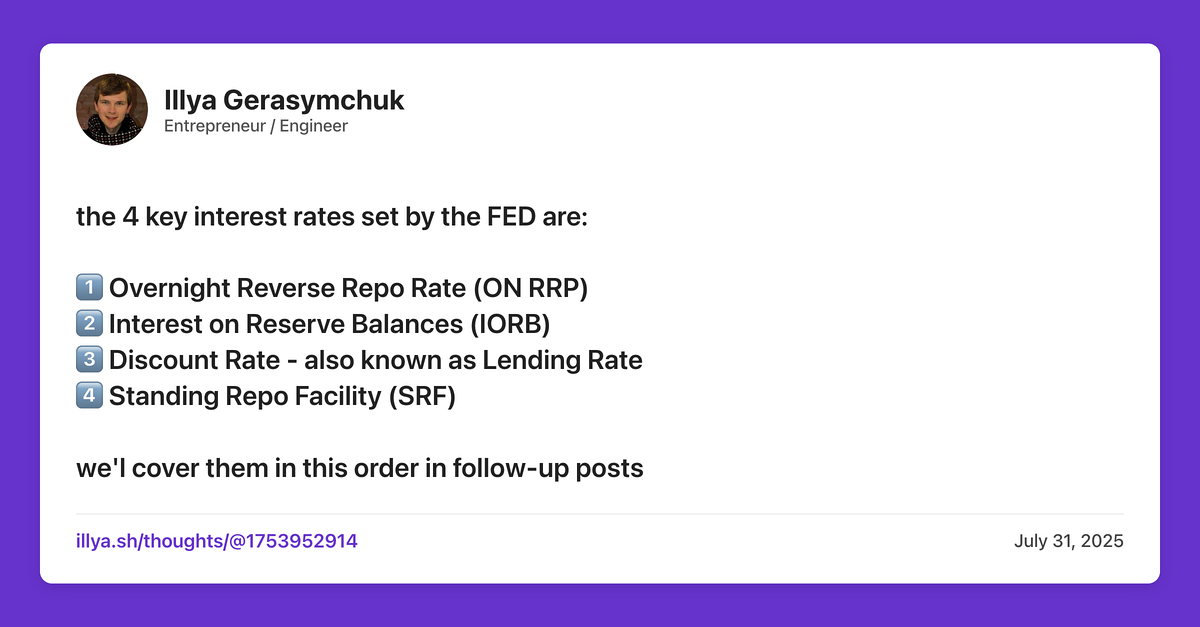 Illya Gerasymchuk
Entrepreneur / Engineer
the 4 key interest rates set by the FED are:
1️⃣ Overnight Reverse Repo Rate (ON RRP)
2️⃣ Interest on Reserve Balances (IORB)
3️⃣ Discount Rate - also known as Lending Rate
4️⃣ Standing Repo Facility (SRF)
we'l cover them in this order in follow-up posts
illya.sh/thoughts/@1753952914
July 31, 2025